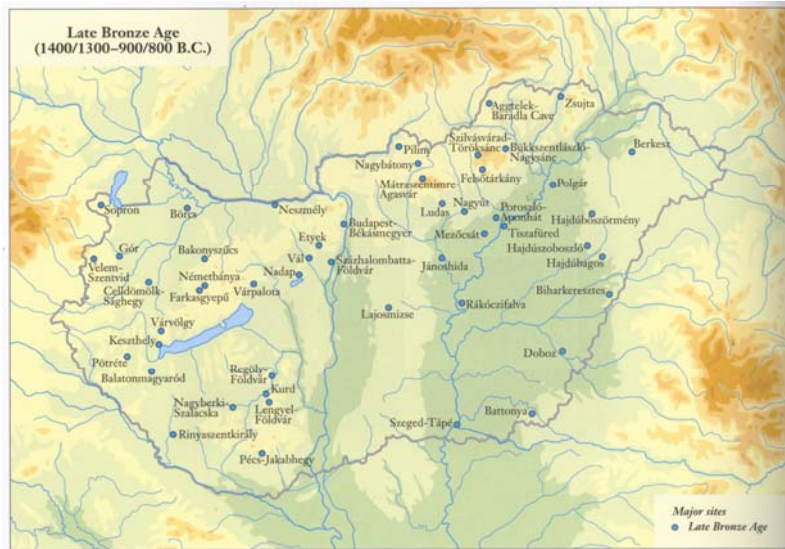 Late Bronze Age
(1400/1300–900/800 B.C.)
Aggtelek-
Baradla Cave
Zsujta
Szilvásvárad-
Töröksánc
Bükkszentlászló-
Nagysánc
Piliny
Nagybátony
Berkesz
Felsőtárkány
Mátraszentimre
Ágasvár
Polgár
Sopron
Börcs
Neszmély
Ludas
Nagyút
Poroszló-
Aponhát
Hajdúböszörmény
Budapest-
Békásmegyer
Mezőcsát
Tiszafüred
Etyek
Hajdúszoboszló
Gór
Bakonyszűcs
Vál
Százhalombatta-
Földvár
Jánoshida
Hajdúbagos
Velem-
Szentvid
Németbánya
Nadap
Celldömölk-
Sághegy
Farkasgyepű
Várpalota
Biharkeresztes
Lajosmizse
Rákóczifalva
Várvölgy
Keszthely
Doboz
Pötréte
Balatonmagyaród
Regöly-
Földvár
Kurd
Nagyberki-
Szalacska
Lengyel-
Földvár
Battonya
Szeged-Tápé
Rinyaszentkirály
Pécs-Jakabhegy
Major sites
Late Bronze Age